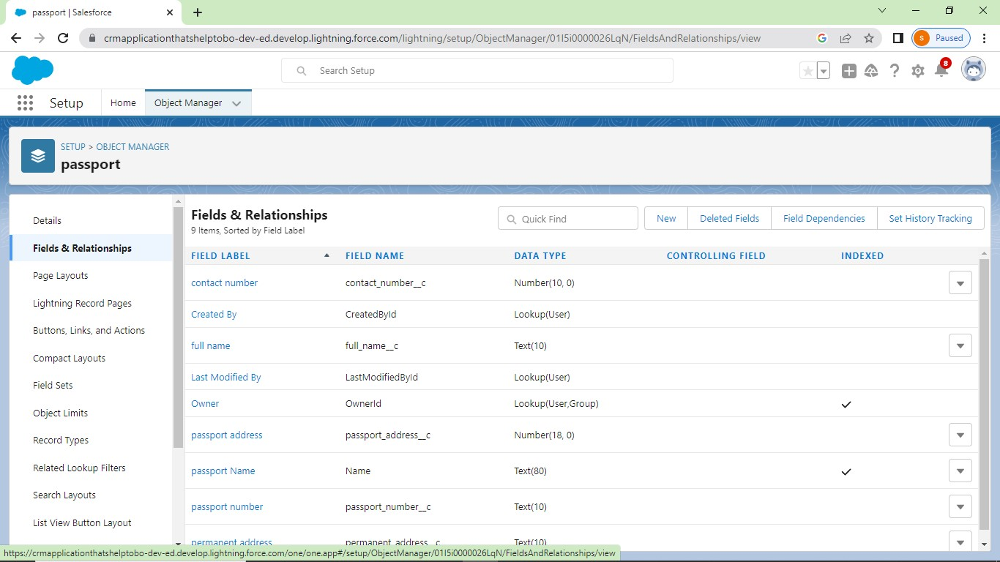 passport | Salesforce
crmapplicationthatshelptobo-dev-ed.develop.lightning.force.com/lightning/setup/ObjectManager/01I5i0000026LqN/FieldsAndRelationships/view
S Paused
Search Setup
8
Setup Home Object Manager
SETUP > OBJECT MANAGER
passport
Details
Fields & Relationships
Page Layouts
Lightning Record Pages
Buttons, Links, and Actions
Compact Layouts
Field Sets
Object Limits
Record Types
Related Lookup Filters
Search Layouts
List View Button Layout
Fields & Relationships
9 Items, Sorted by Field Label
Quick Find New Deleted Fields Field Dependencies Set History Tracking
FIELD LABEL FIELD NAME DATA TYPE CONTROLLING FIELD INDEXED
contact number contact_number__c Number(10, 0)
Created By CreatedById Lookup(User)
full name full_name__c Text(10)
Last Modified By LastModifiedById Lookup(User)
Owner OwnerId Lookup(User,Group)
passport address passport_address__c Number(18, 0)
passport Name Name Text(80)
passport number passport_number__c Text(10)
permanent address permanent_address__c Text(10)
https://crmapplicationthatshelptobo-dev-ed.develop.lightning.force.com/one/one.app#/setup/ObjectManager/01I5i0000026LqN/FieldsAndRelationships/view